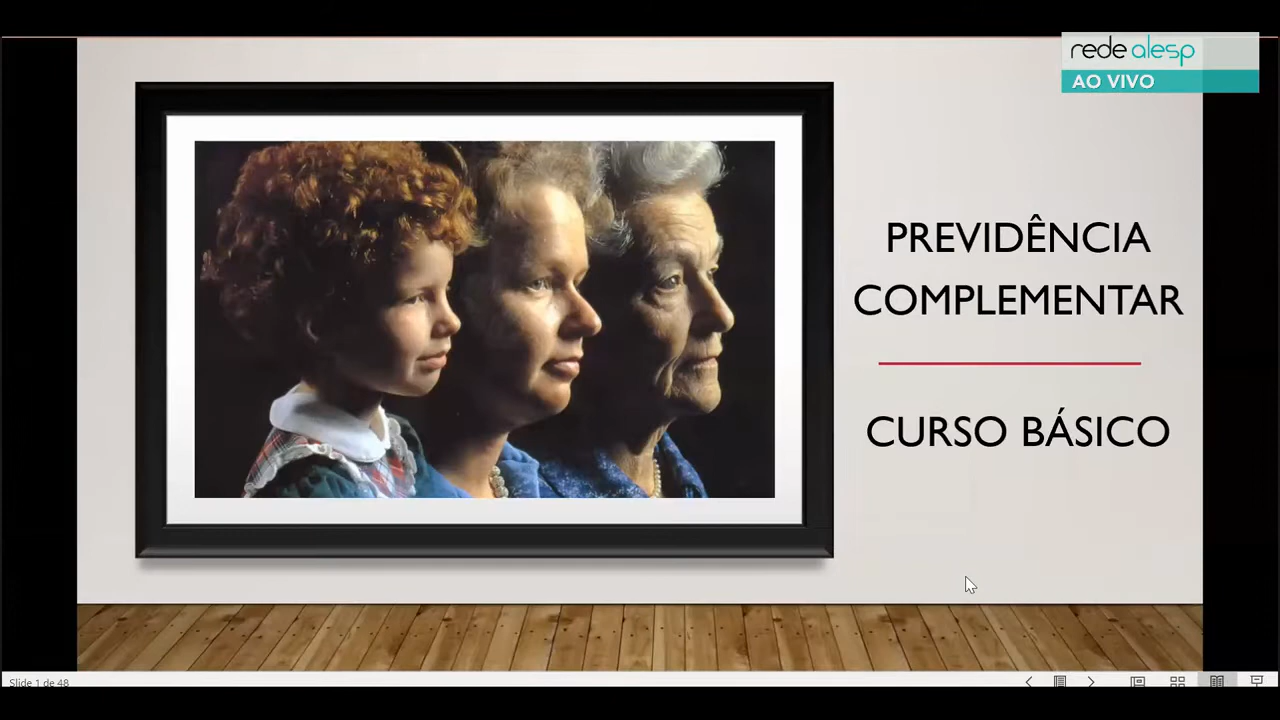 rede alesp
AO VIVO
PREVIDÊNCIA
COMPLEMENTAR
CURSO BÁSICO
Slide 1 de 48